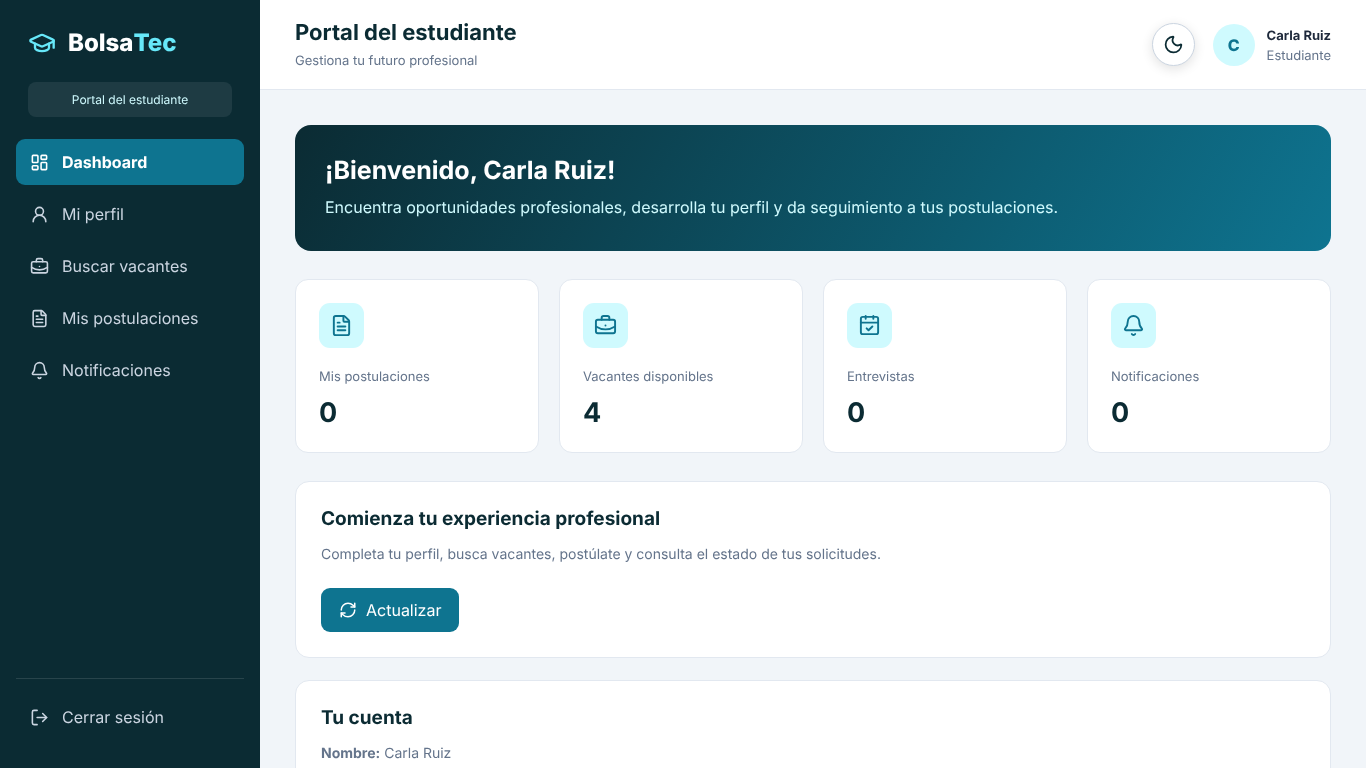 BolsaTec
Portal del estudiante
Dashboard
Mi perfil
Buscar vacantes
Mis postulaciones
Notificaciones
Cerrar sesión
Portal del estudiante
Gestiona tu futuro profesional
C
Carla Ruiz
Estudiante
¡Bienvenido, Carla Ruiz!
Encuentra oportunidades profesionales, desarrolla tu perfil y da seguimiento a tus postulaciones.
Mis postulaciones
0
Vacantes disponibles
4
Entrevistas
0
Notificaciones
0
Comienza tu experiencia profesional
Completa tu perfil, busca vacantes, postúlate y consulta el estado de tus solicitudes.
Actualizar
Tu cuenta
Nombre: Carla Ruiz